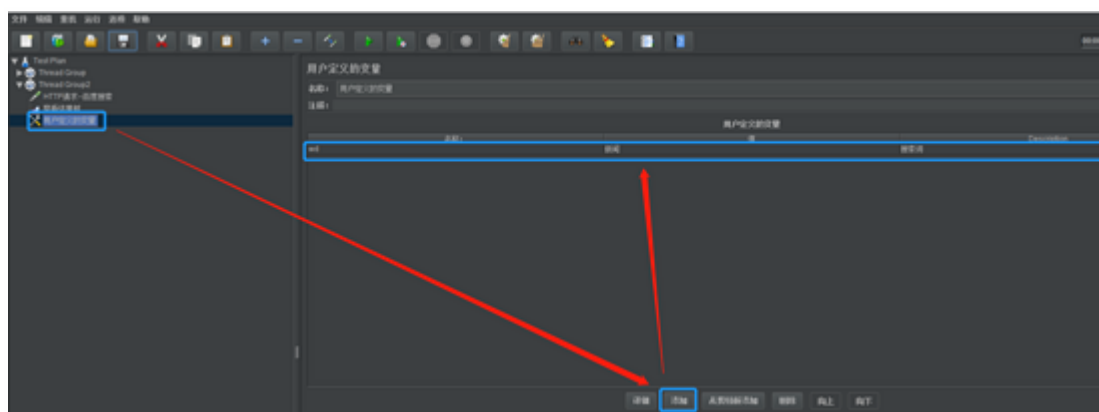 文件 编辑 查找 运行 选项 帮助
Test Plan
Thread Group
Thread Group2
HTTP请求-百度搜索
察看结果树
用户定义的变量
用户定义的变量
名称： 用户定义的变量
注释：
用户定义的变量
名称： 值 Description
wd 搜索词
详细 添加 从剪贴板添加 删除 向上 向下